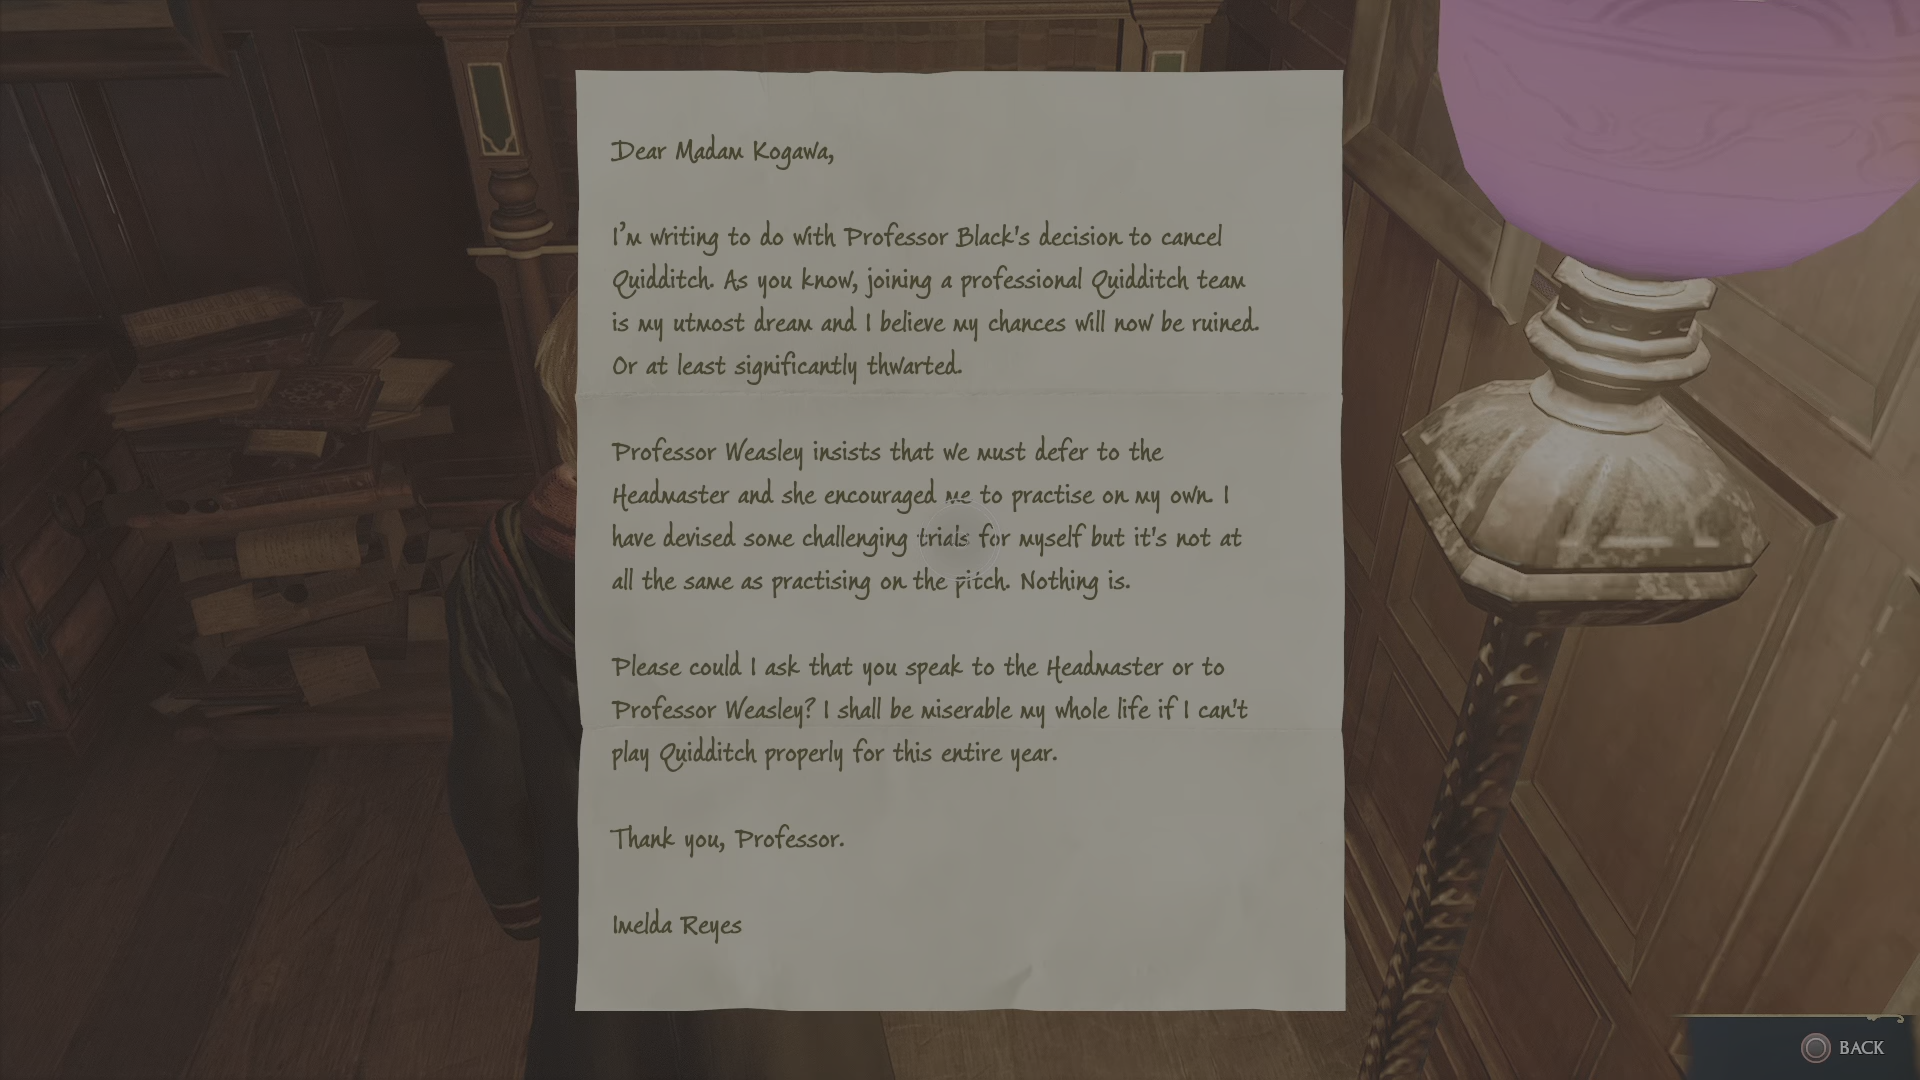 Dear Madam Kogawa,
I'm writing to do with Professor Black's decision to cancel
Quidditch. As you know, joining a professional Quidditch team
is my utmost dream and I believe my chances will now be ruined.
Or at least significantly thwarted.
Professor Weasley insists that we must defer to the
Headmaster and she encouraged me to practise on my own. I
have devised some challenging trials for myself but it's not at
all the same as practising on the pitch. Nothing is.
Please could I ask that you speak to the Headmaster or to
Professor Weasley? I shall be miserable my whole life if I can't
play Quidditch properly for this entire year.
Thank you, Professor.
Imelda Reyes
BACK